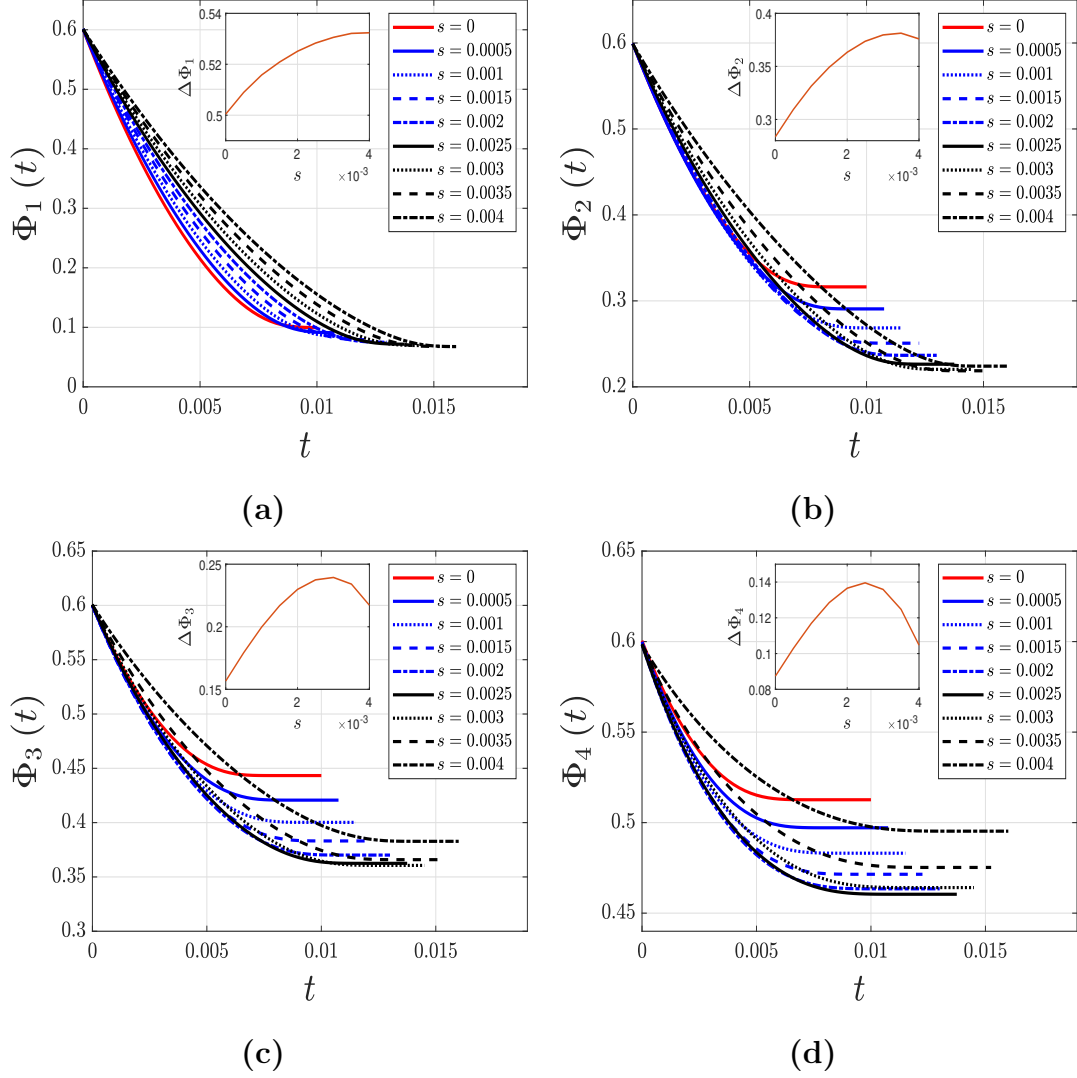 0.6
0.5
0.4
0.3
0.2
0.1
0
Φ₁ (t)
0
0.005
0.01
0.015
t
0.54
0.52
0.5
ΔΦ₁
0
2
4
s
×10⁻³
s = 0
s = 0.0005
s = 0.001
s = 0.0015
s = 0.002
s = 0.0025
s = 0.003
s = 0.0035
s = 0.004
(a)
0.6
0.5
0.4
0.3
0.2
Φ₂ (t)
0
0.005
0.01
0.015
t
0.4
0.35
0.3
ΔΦ₂
0
2
4
s
×10⁻³
s = 0
s = 0.0005
s = 0.001
s = 0.0015
s = 0.002
s = 0.0025
s = 0.003
s = 0.0035
s = 0.004
(b)
0.65
0.6
0.55
0.5
0.45
0.4
0.35
0.3
Φ₃ (t)
0
0.005
0.01
0.015
t
0.25
0.2
0.15
ΔΦ₃
0
2
4
s
×10⁻³
s = 0
s = 0.0005
s = 0.001
s = 0.0015
s = 0.002
s = 0.0025
s = 0.003
s = 0.0035
s = 0.004
(c)
0.65
0.6
0.55
0.5
0.45
Φ₄ (t)
0
0.005
0.01
0.015
t
0.14
0.12
0.1
0.08
ΔΦ₄
0
2
4
s
×10⁻³
s = 0
s = 0.0005
s = 0.001
s = 0.0015
s = 0.002
s = 0.0025
s = 0.003
s = 0.0035
s = 0.004
(d)